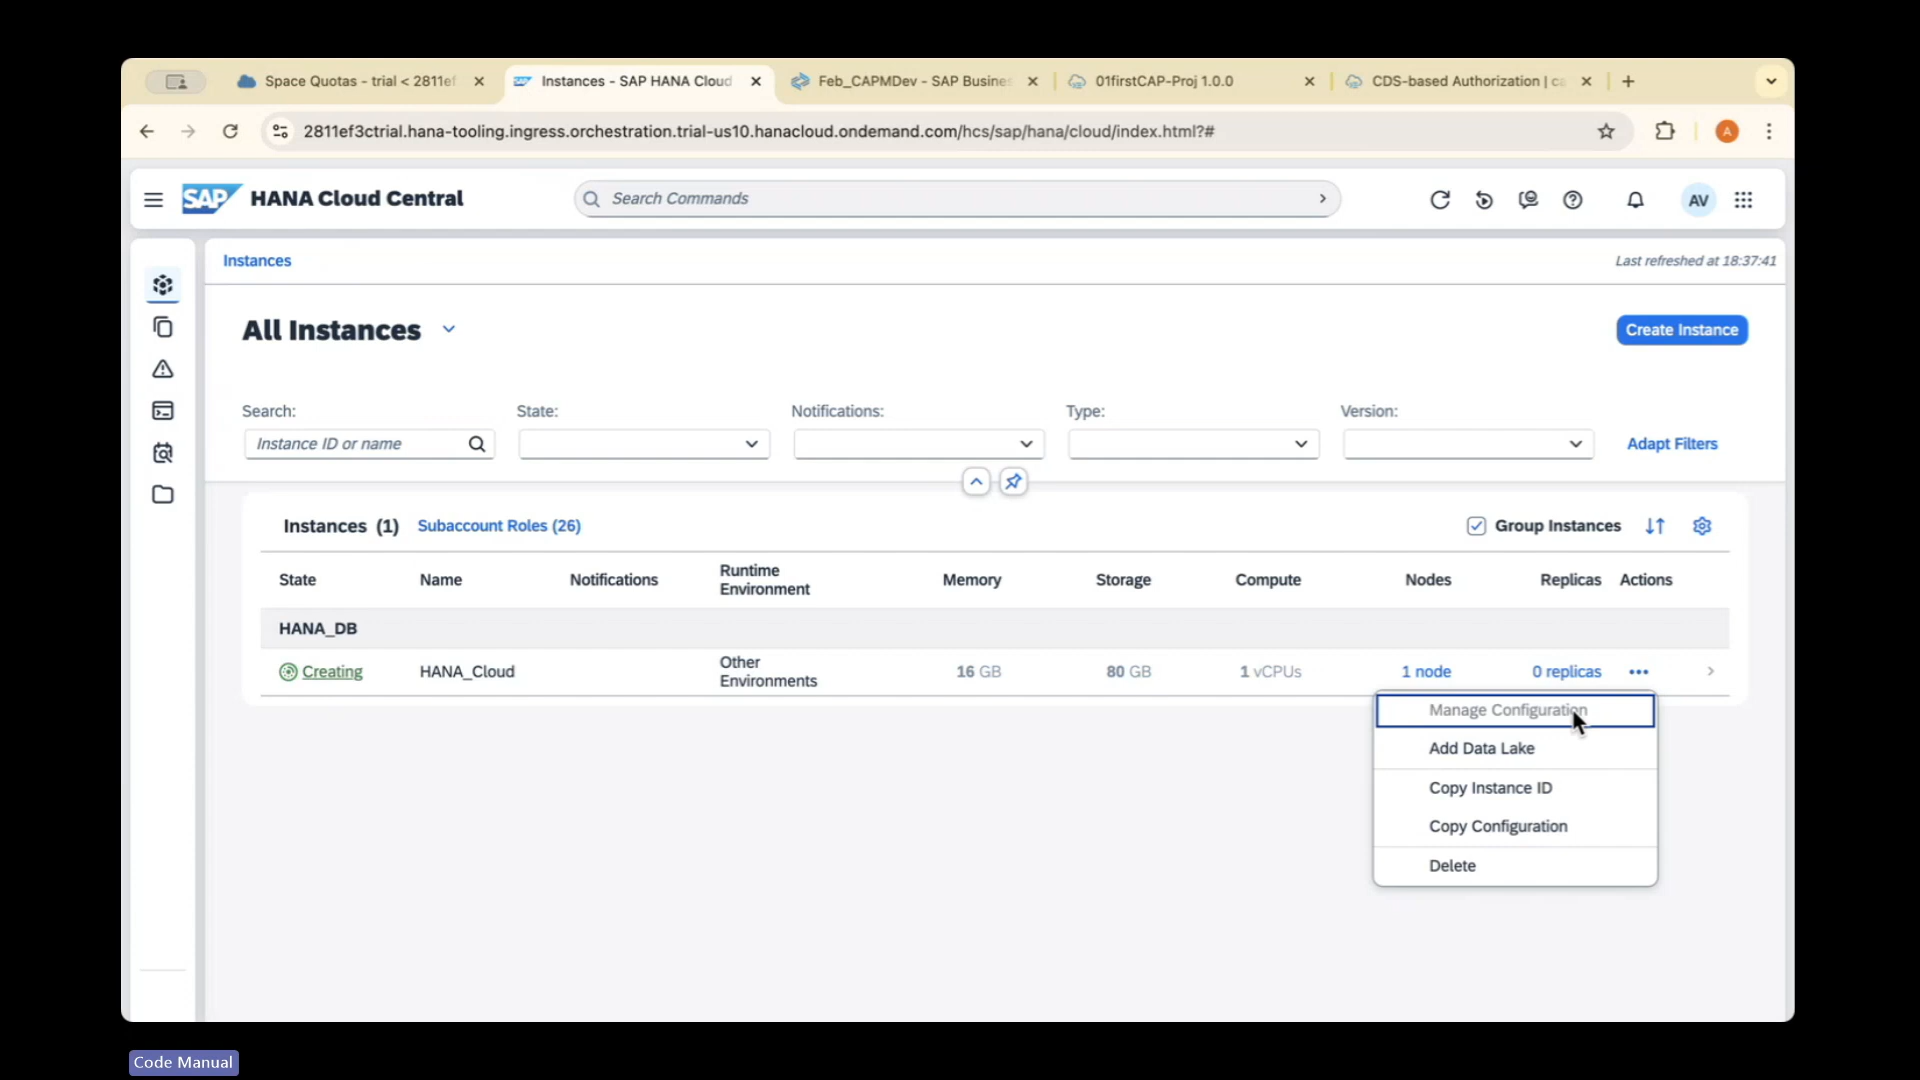 Space Quotas - trial < 2811ef
Instances - SAP HANA Cloud
Feb_CAPMDev - SAP Busines
01firstCAP-Proj 1.0.0
CDS-based Authorization | ca
2811ef3ctrial.hana-tooling.ingress.orchestration.trial-us10.hanacloud.ondemand.com/hcs/sap/hana/cloud/index.html?#
A
SAP HANA Cloud Central
Search Commands
AV
Instances
Last refreshed at 18:37:41
All Instances
Create Instance
Search: State: Notifications: Type: Version:
Instance ID or name
Adapt Filters
Instances (1) Subaccount Roles (26)
Group Instances
State Name Notifications Runtime Environment Memory Storage Compute Nodes Replicas Actions
HANA_DB
Creating HANA_Cloud Other Environments 16 GB 80 GB 1 vCPUs 1 node 0 replicas
Manage Configuration
Add Data Lake
Copy Instance ID
Copy Configuration
Delete
Code Manual